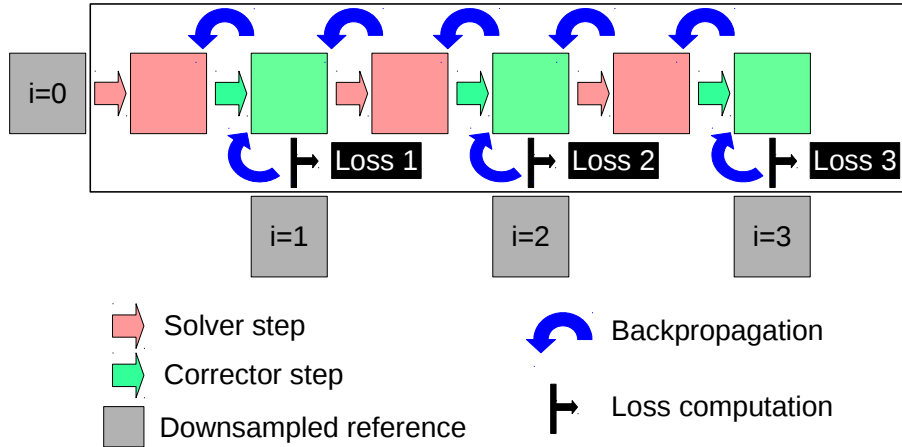 i=0
Loss 1
Loss 2
Loss 3
i=1
i=2
i=3
Solver step
Corrector step
Downsampled reference
Backpropagation
Loss computation